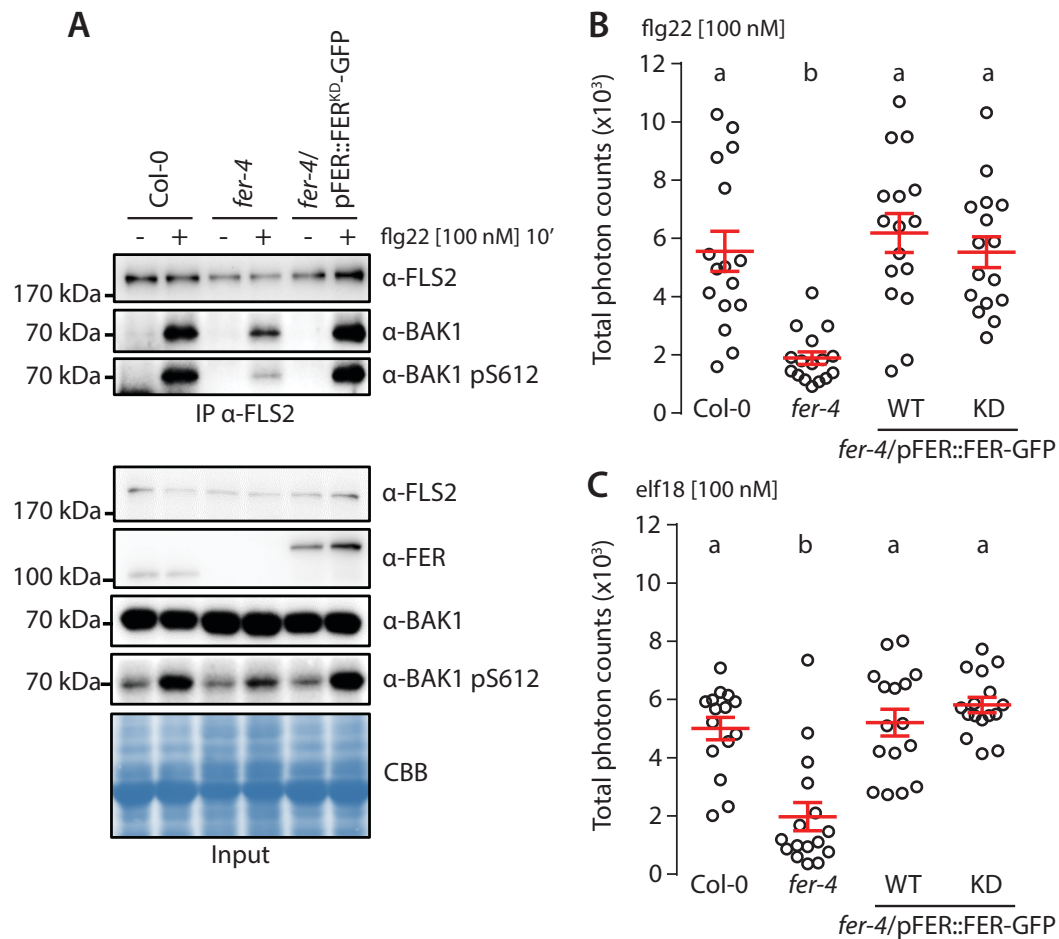 A
Col-0
fer-4
fer-4/
pFER::FERᴷᴰ-GFP
- + - + - + flg22 [100 nM] 10’
170 kDa
α-FLS2
70 kDa
α-BAK1
70 kDa
α-BAK1 pS612
IP α-FLS2
170 kDa
α-FLS2
100 kDa
α-FER
70 kDa
α-BAK1
70 kDa
α-BAK1 pS612
CBB
Input
B flg22 [100 nM]
Total photon counts (x10³)
12
10
8
6
4
2
0
a b a a
Col-0 fer-4 WT KD
fer-4/pFER::FER-GFP
C elf18 [100 nM]
Total photon counts (x10³)
12
10
8
6
4
2
0
a b a a
Col-0 fer-4 WT KD
fer-4/pFER::FER-GFP